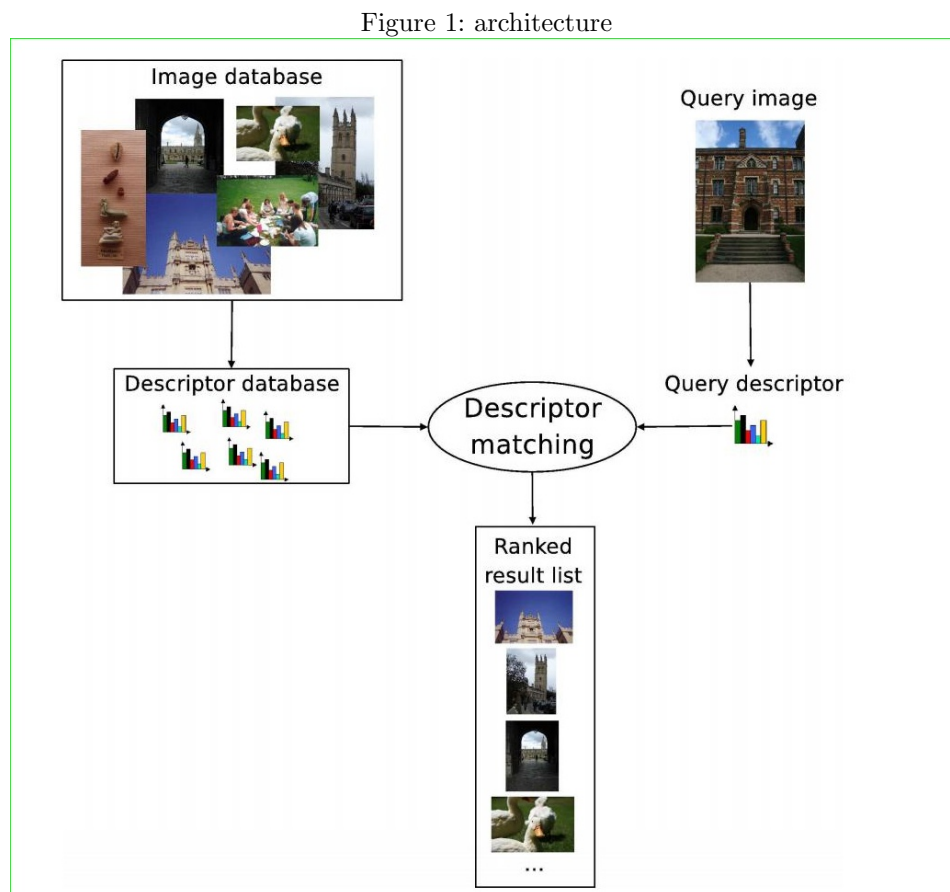 Figure 1: architecture
Image database
Query image
Descriptor database
Query descriptor
Descriptor
matching
Ranked
result list
...